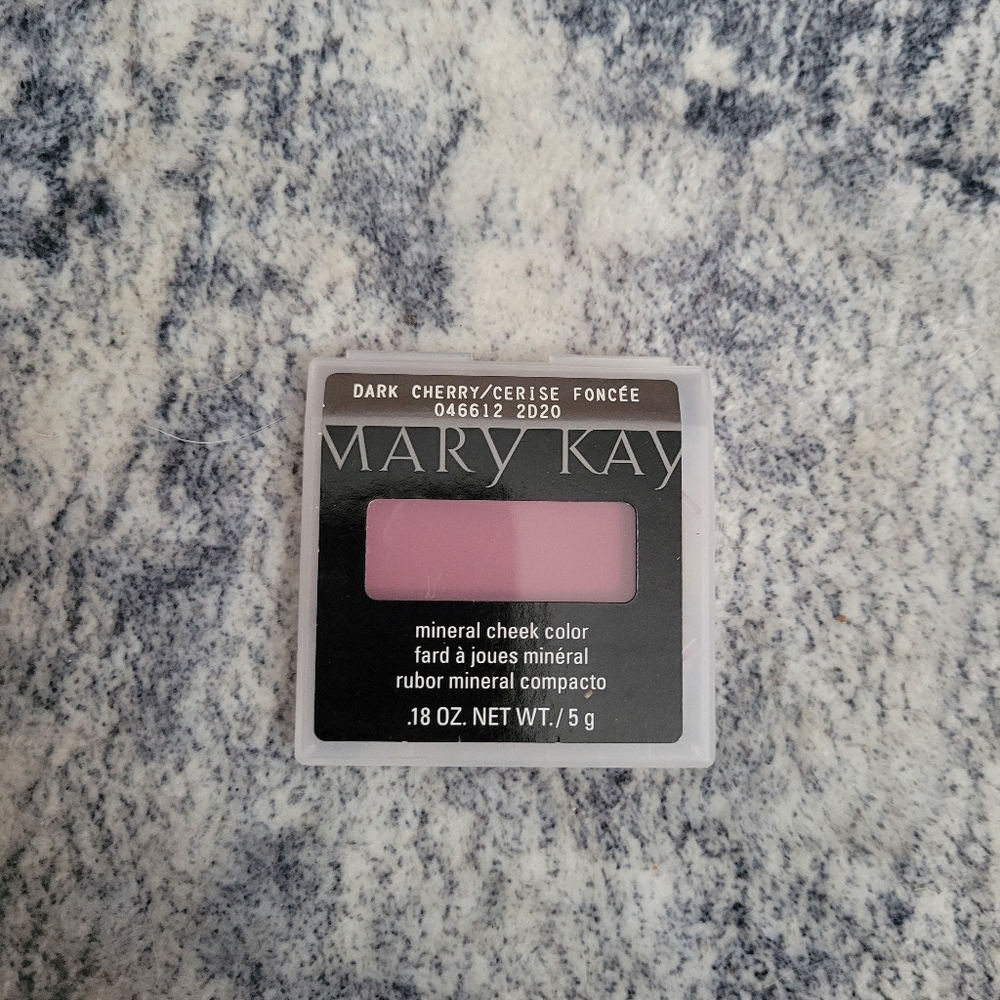 DARK CHERRY/CERISE FONCÉE
046612 2D20
MARY KAY
mineral cheek color
fard à joues minéral
rubor mineral compacto
.18 OZ. NET WT./ 5 g